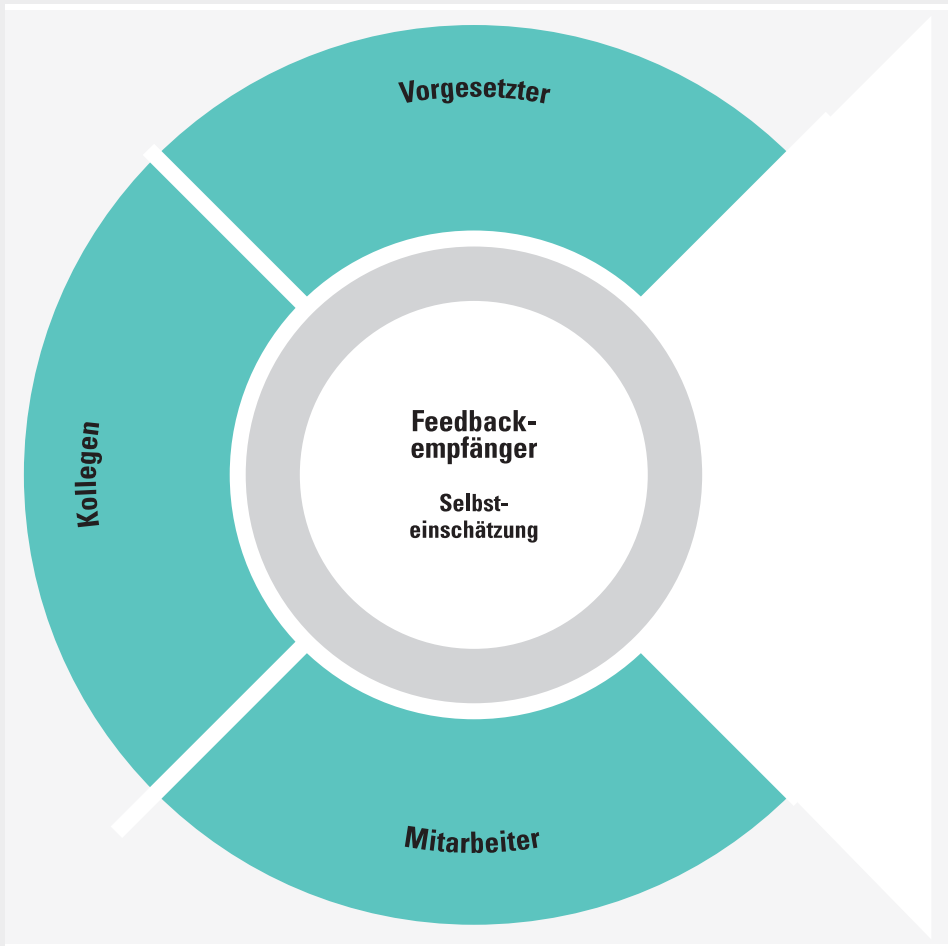 Vorgesetzter
Kollegen
Feedback-
empfänger
Selbst-
einschätzung
Mitarbeiter